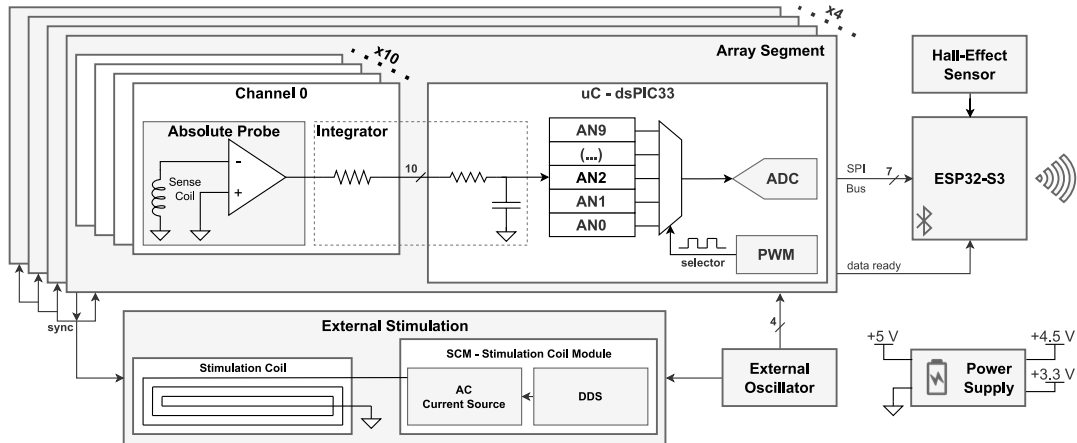 x4
Array Segment
x10
Channel 0
Absolute Probe
Integrator
Sense
Coil
-
+
10
uC - dsPIC33
AN9
(...)
AN2
AN1
AN0
ADC
PWM
selector
SPI
Bus
7
data ready
Hall-Effect
Sensor
ESP32-S3
sync
External Stimulation
Stimulation Coil
SCM - Stimulation Coil Module
AC
Current Source
DDS
4
External
Oscillator
+5 V
Power
Supply
+4.5 V
+3.3 V